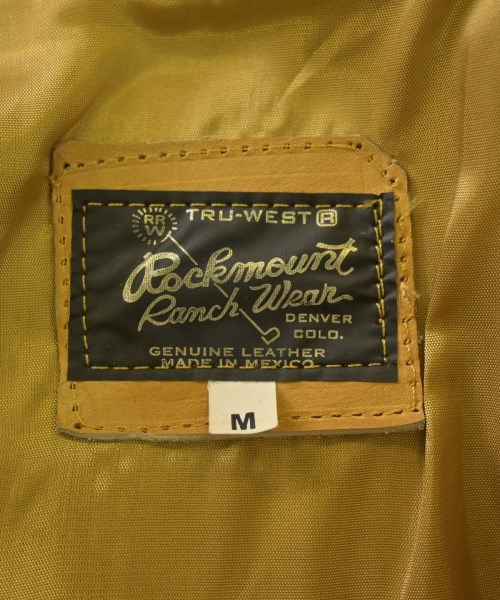 RR
W
TRU-WEST ®
Rockmount
Ranch Wear
DENVER
COLO.
GENUINE LEATHER
MADE IN MEXICO
M